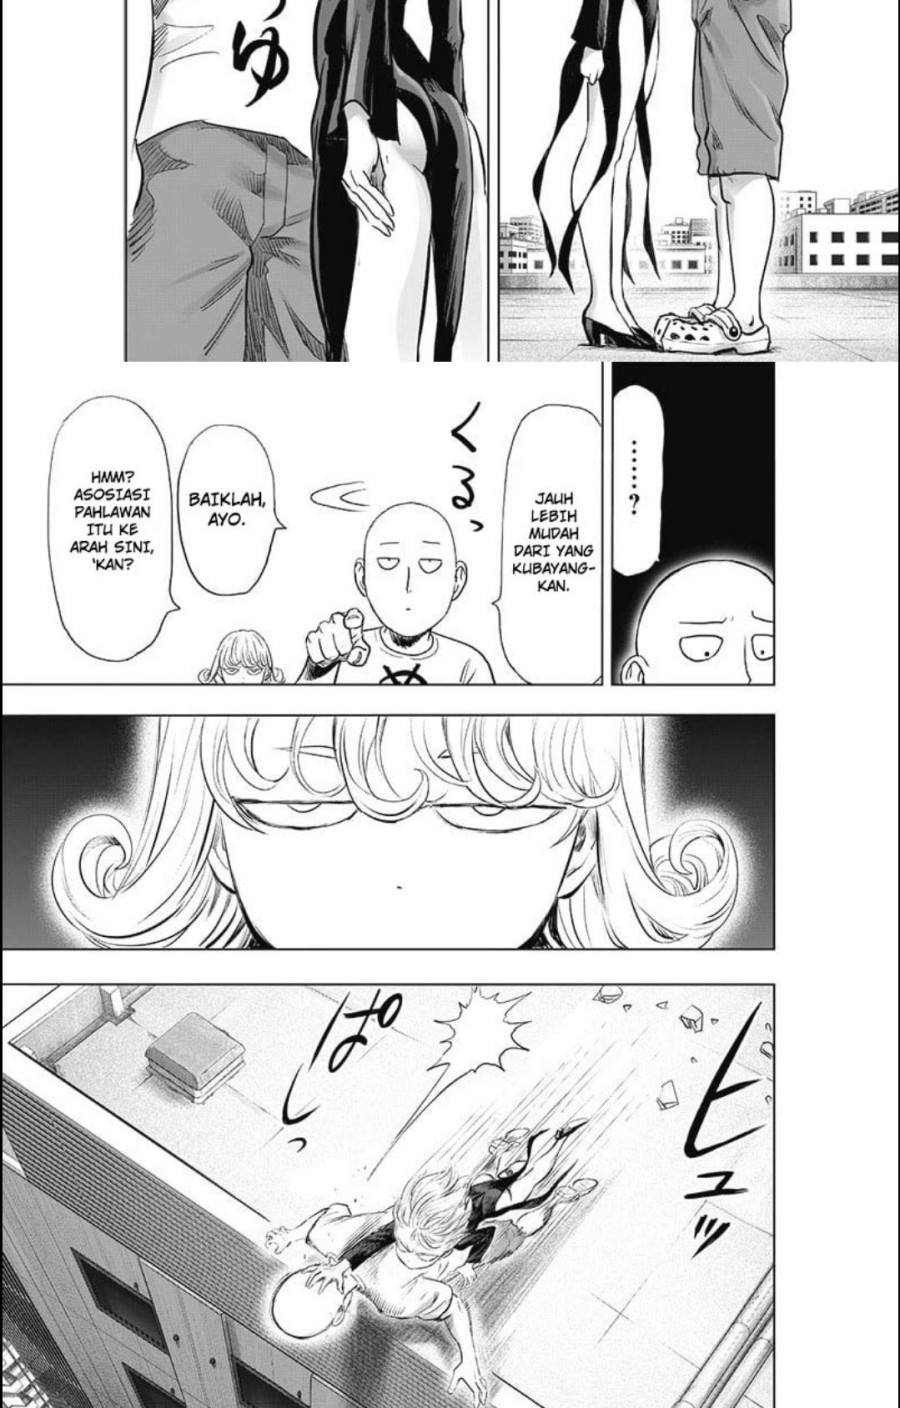 ゆ
……?
JAUH
LEBIH
MUDAH
DARI YANG
KUBAYANG-
KAN.
くるっ
BAIKLAH,
AYO.
HMM?
ASOSIASI
PAHLAWAN
ITU KE
ARAH SINI,
'KAN?
ぱしっ
ヒュッ